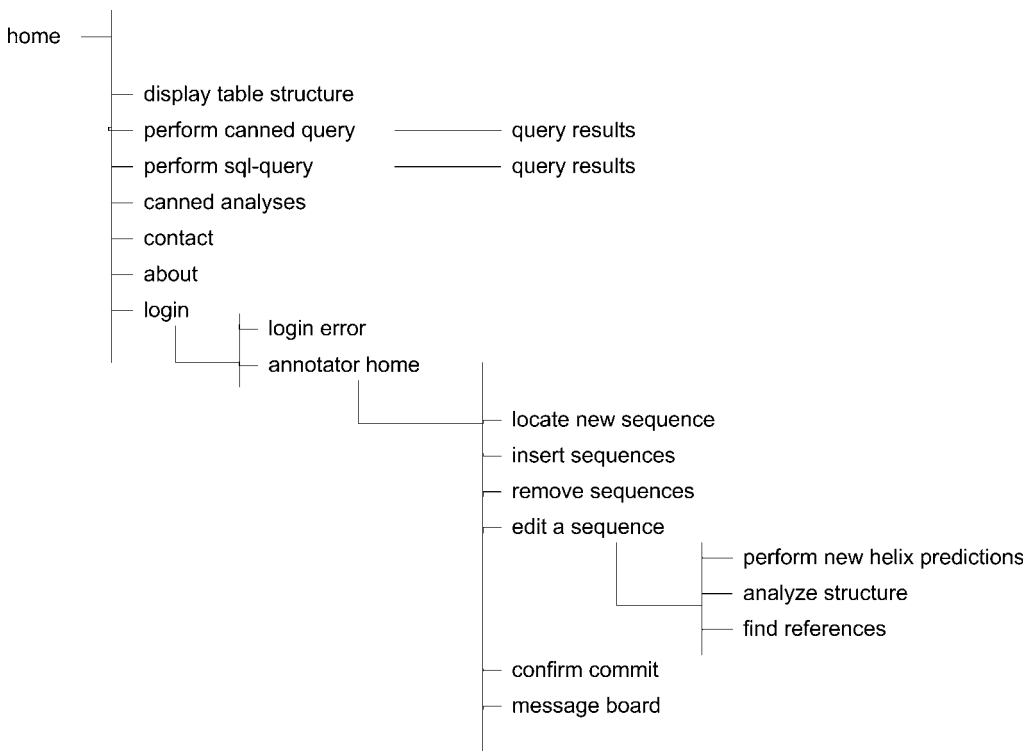 home
display table structure
perform canned query query results
perform sql-query query results
canned analyses
contact
about
login
login error
annotator home
locate new sequence
insert sequences
remove sequences
edit a sequence
perform new helix predictions
analyze structure
find references
confirm commit
message board